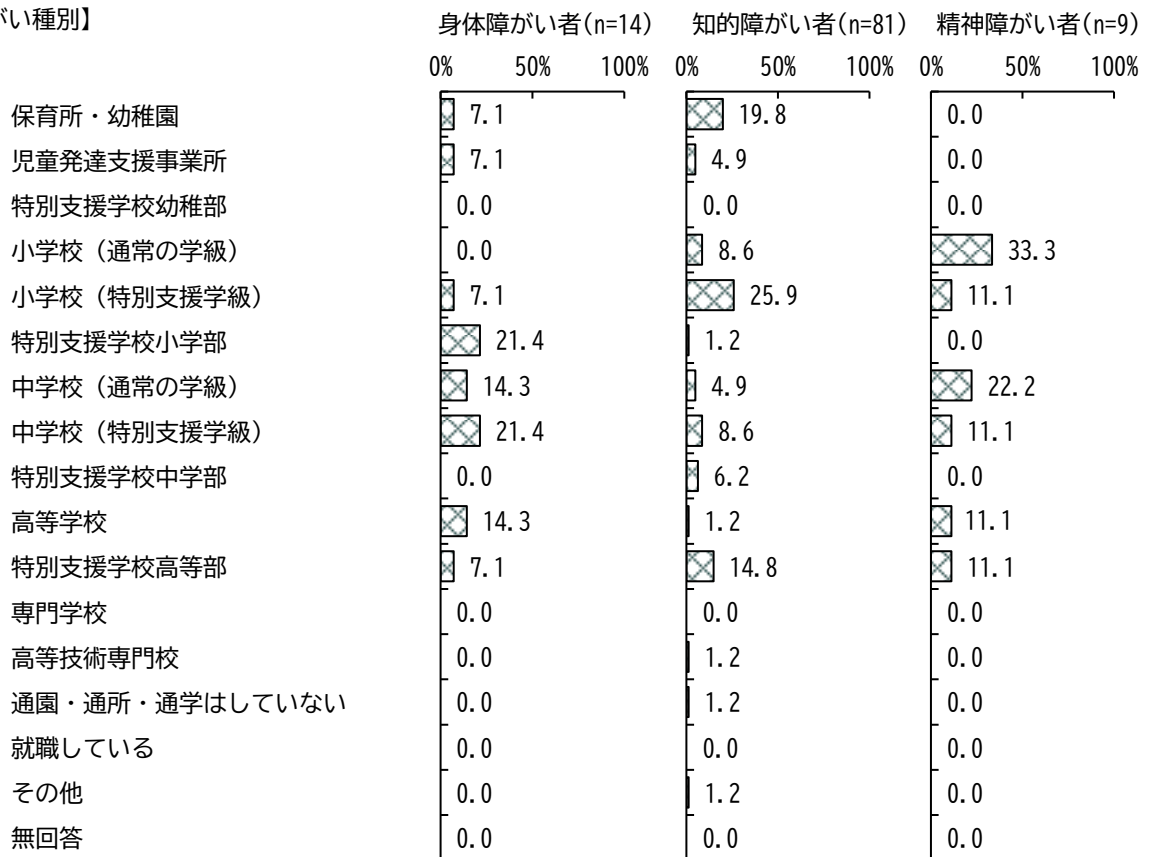 い種別】
身体障がい者(n=14) 知的障がい者(n=81) 精神障がい者(n=9)
0% 50% 100% 0% 50% 100% 0% 50% 100%
保育所・幼稚園 7.1 19.8 0.0
児童発達支援事業所 7.1 4.9 0.0
特別支援学校幼稚部 0.0 0.0 0.0
小学校（通常の学級） 0.0 8.6 33.3
小学校（特別支援学級） 7.1 25.9 11.1
特別支援学校小学部 21.4 1.2 0.0
中学校（通常の学級） 14.3 4.9 22.2
中学校（特別支援学級） 21.4 8.6 11.1
特別支援学校中学部 0.0 6.2 0.0
高等学校 14.3 1.2 11.1
特別支援学校高等部 7.1 14.8 11.1
専門学校 0.0 0.0 0.0
高等技術専門校 0.0 1.2 0.0
通園・通所・通学はしていない 0.0 1.2 0.0
就職している 0.0 0.0 0.0
その他 0.0 1.2 0.0
無回答 0.0 0.0 0.0